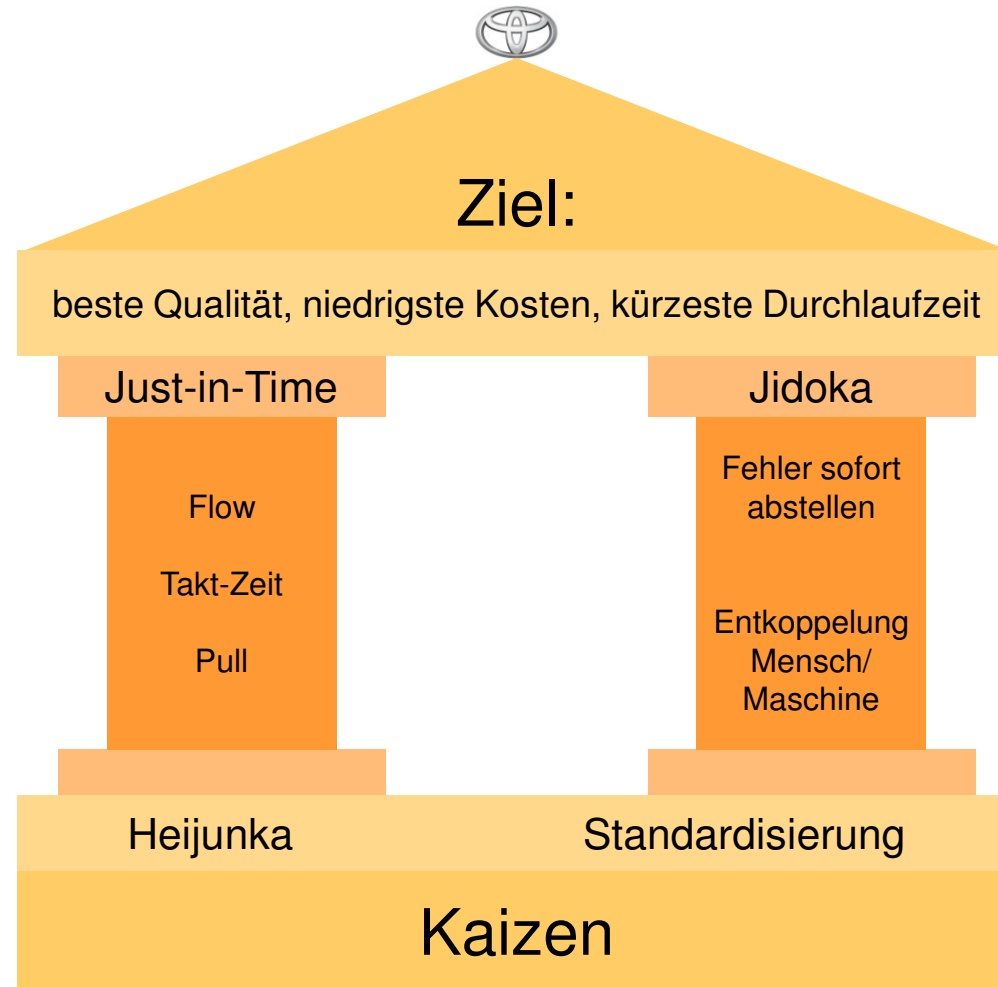 Ziel:
beste Qualität, niedrigste Kosten, kürzeste Durchlaufzeit
Just-in-Time
Flow
Takt-Zeit
Pull
Jidoka
Fehler sofort
abstellen
Entkoppelung
Mensch/
Maschine
Heijunka
Standardisierung
Kaizen